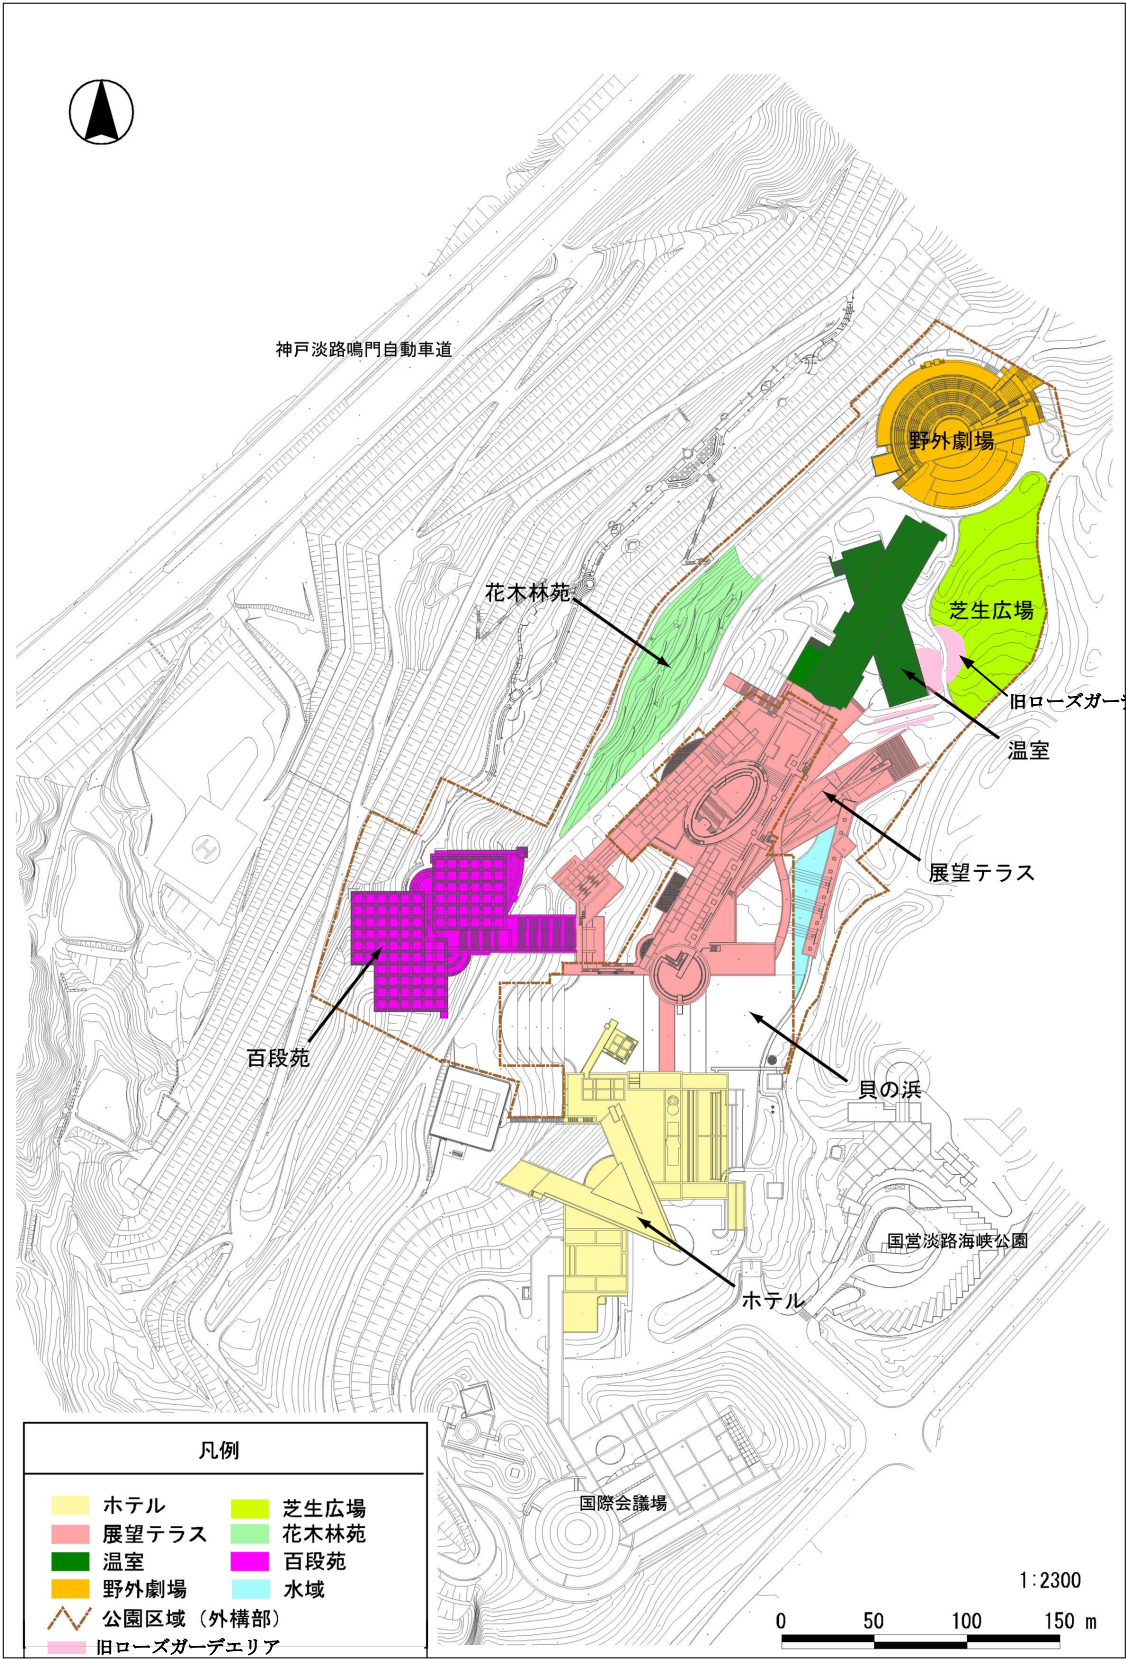 神戸淡路鳴門自動車道
野外劇場
花木林苑
芝生広場
旧ローズガーデ
温室
展望テラス
百段苑
貝の浜
国営淡路海峡公園
ホテル
国際会議場
凡例
ホテル
芝生広場
展望テラス
花木林苑
温室
百段苑
野外劇場
水域
公園区域（外構部）
旧ローズガーデエリア
1:2300
0 50 100 150 m
H